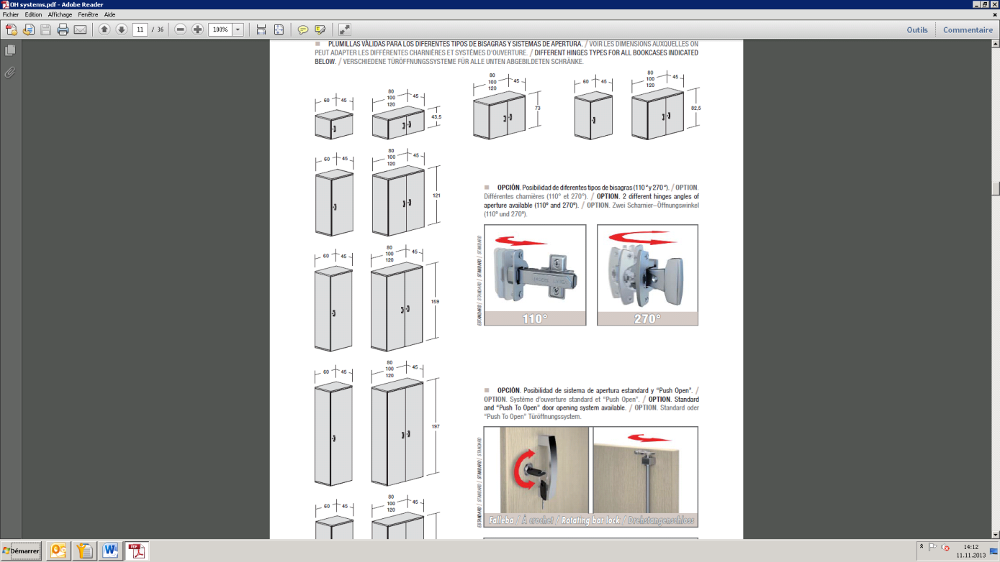 OH systems.pdf - Adobe Reader
Fichier Edition Affichage Fenêtre Aide
11 / 36 100% Outils Commentaire
PLUMILLAS VÁLIDAS PARA LOS DIFERENTES TIPOS DE BISAGRAS Y SISTEMAS DE APERTURA. / VOIR LES DIMENSIONS AUXQUELLES ON
PEUT ADAPTER LES DIFFÉRENTES CHARNIÈRES ET SYSTÈMES D'OUVERTURE. / DIFFERENT HINGES TYPES FOR ALL BOOKCASES INDICATED
BELOW. / VERSCHIEDENE TÜRÖFFNUNGSSYSTEME FÜR ALLE UNTEN ABGEBILDETEN SCHRÄNKE.
60 45
80
100
120
45
43,5
80
100
120
45
73
60 45
80
100
120
45
82,5
60 45
80
100
120
45
121
60 45
80
100
120
45
159
60 45
80
100
120
45
197
60 45
80
100
120
45
OPCIÓN. Posibilidad de diferentes tipos de bisagras (110° y 270°). / OPTION.
Différentes charnières (110° et 270°). / OPTION. 2 different hinges angles of
aperture available (110º and 270º). / OPTION. Zwei Scharnier–Öffnungswinkel
(110º und 270º).
ESTANDARD / STANDARD / STANDARD / STANDARD
110°
270°
OPCIÓN. Posibilidad de sistema de apertura estandard y “Push Open”. /
OPTION. Système d'ouverture standard et “Push Open”. / OPTION. Standard
and “Push To Open” door opening system available. / OPTION. Standard oder
“Push To Open” Türöffnungssystem.
ESTANDARD / STANDARD / STANDARD / STANDARD
Falleba / À crochet / Rotating bar lock / Drehstangenschloss
Démarrer
14:12
11.11.2013